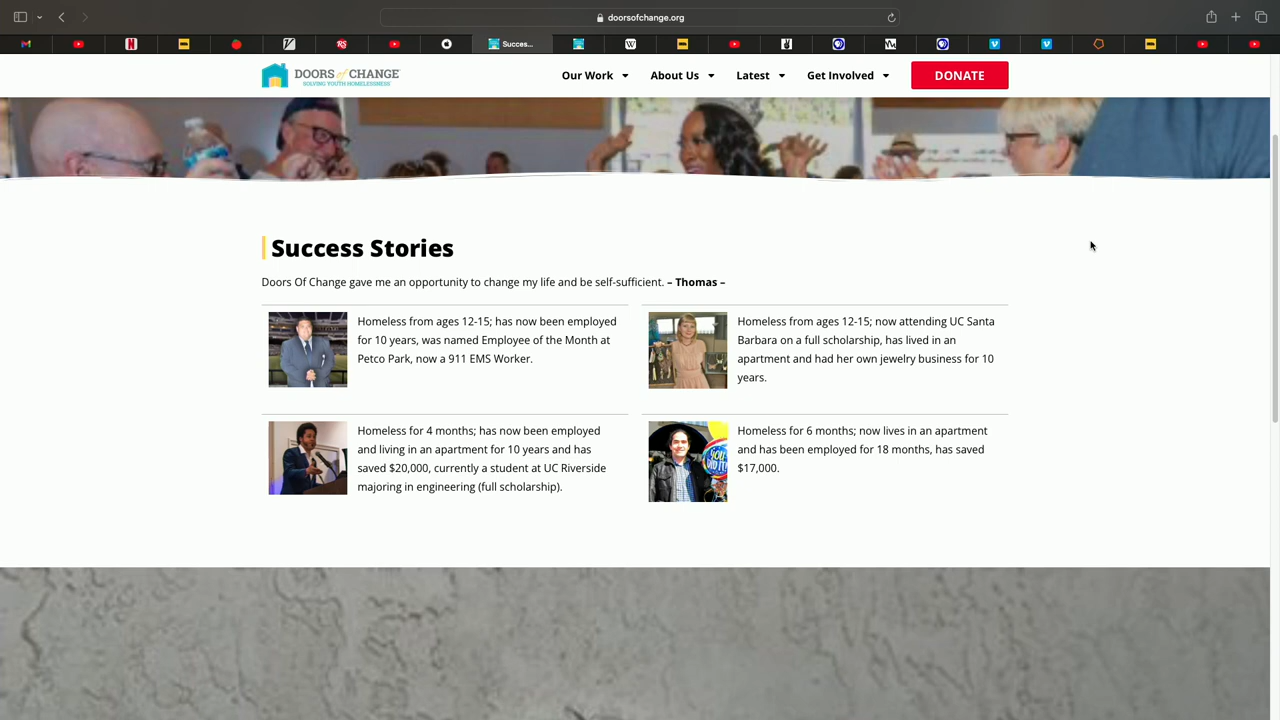 doorsofchange.org
Succes...
DOORS of CHANGE
SOLVING YOUTH HOMELESSNESS
Our Work
About Us
Latest
Get Involved
DONATE
Success Stories
Doors Of Change gave me an opportunity to change my life and be self-sufficient. – Thomas –
Homeless from ages 12-15; has now been employed
for 10 years, was named Employee of the Month at
Petco Park, now a 911 EMS Worker.
Homeless from ages 12-15; now attending UC Santa
Barbara on a full scholarship, has lived in an
apartment and had her own jewelry business for 10
years.
Homeless for 4 months; has now been employed
and living in an apartment for 10 years and has
saved $20,000, currently a student at UC Riverside
majoring in engineering (full scholarship).
Homeless for 6 months; now lives in an apartment
and has been employed for 18 months, has saved
$17,000.
YOU
DID IT!